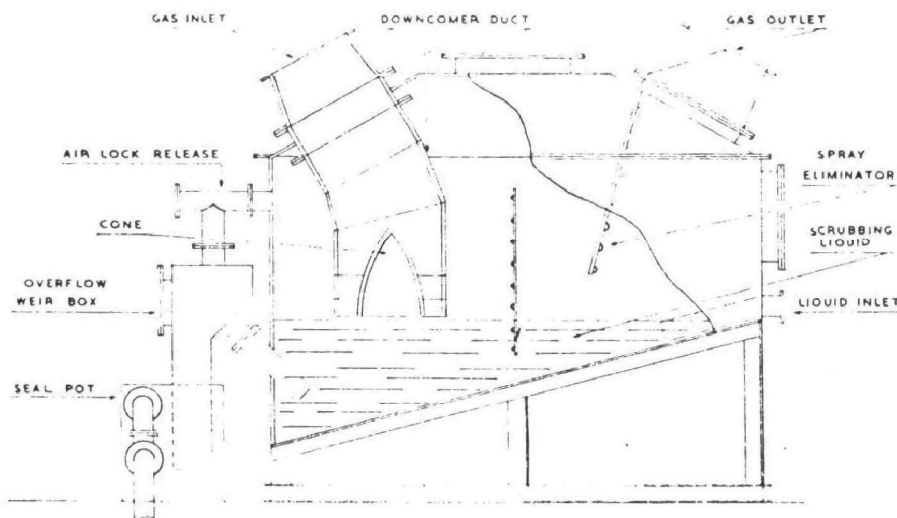 GAS INLET
DOWNCOMER DUCT
GAS OUTLET
AIR LOCK RELEASE
SPRAY
ELIMINATOR
CONE
SCRUBBING
LIQUID
OVERFLOW
WEIR BOX
LIQUID INLET
SEAL POT